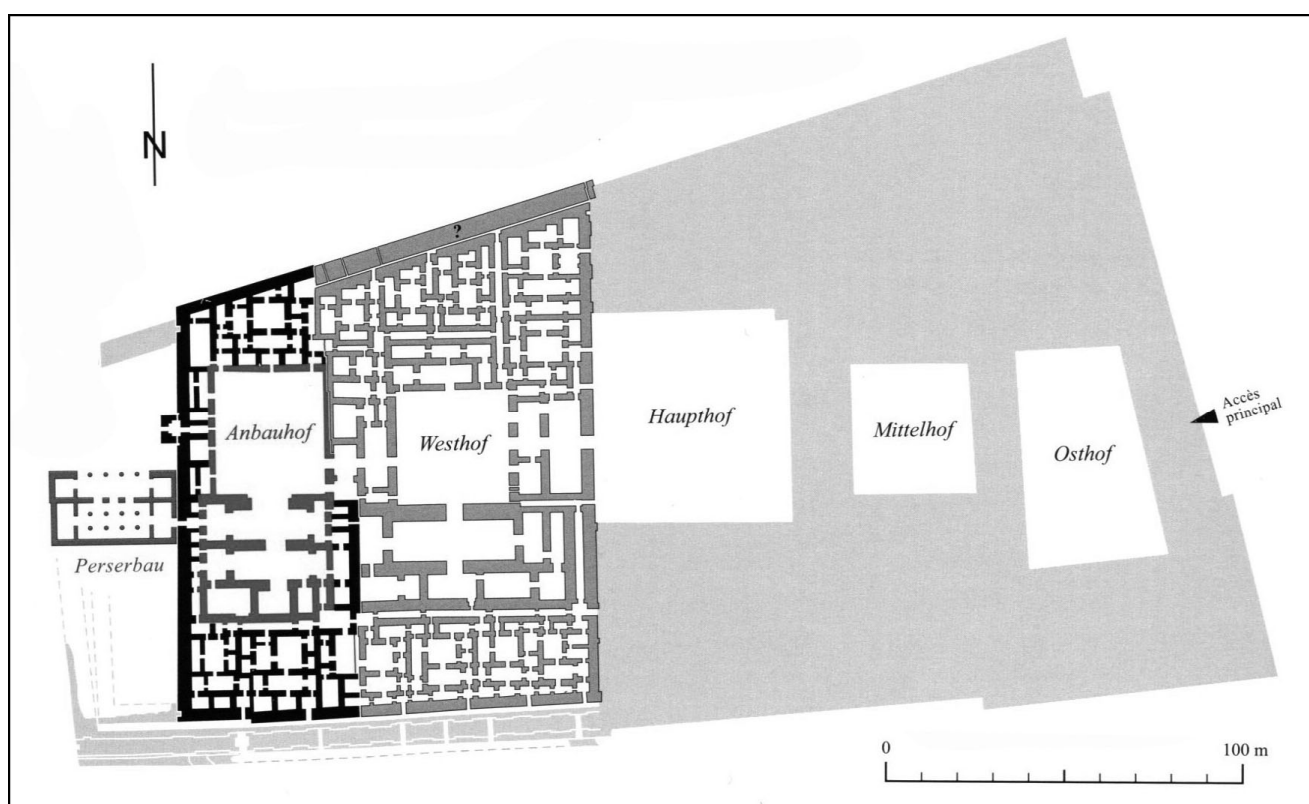 N
?
Anbauhof
Westhof
Haupthof
Mittelhof
Osthof
Accès
principal
Perserbau
0
100 m